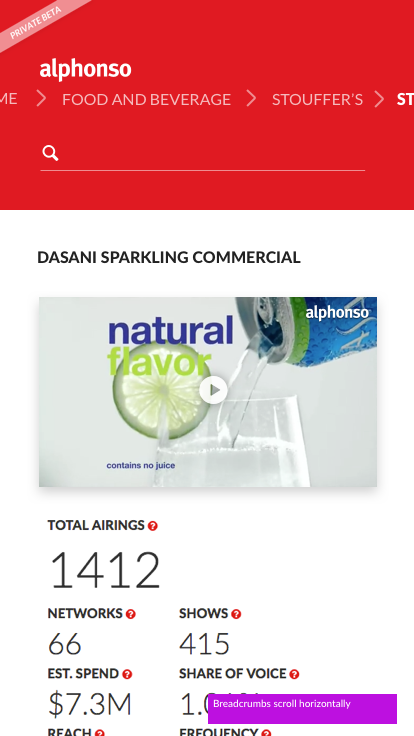 PRIVATE BETA
alphonso
ME > FOOD AND BEVERAGE > STOUFFER'S > ST
DASANI SPARKLING COMMERCIAL
alphonso
natural
flavor
contains no juice
TOTAL AIRINGS ?
1412
NETWORKS ? SHOWS ?
66 415
EST. SPEND ? SHARE OF VOICE ?
$7.3M
Breadcrumbs scroll horizontally
REACH ? FREQUENCY ?